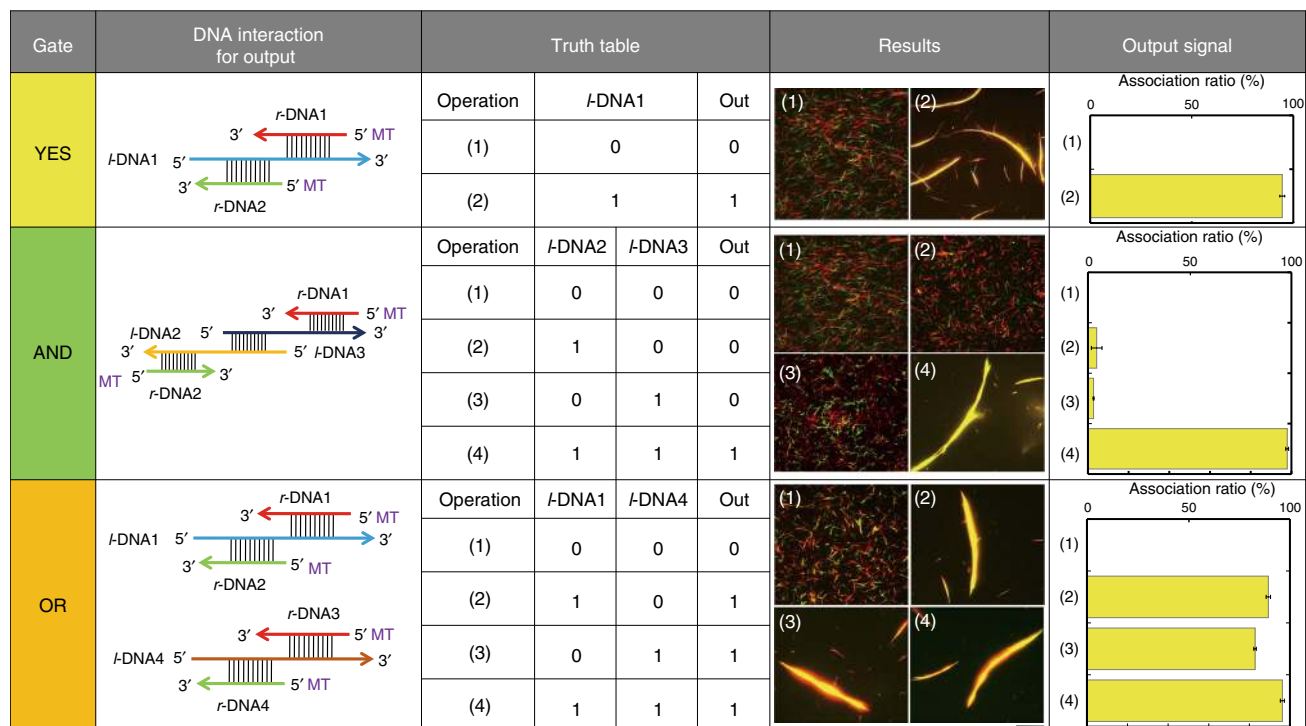 Gate
DNA interaction
for output
Truth table
Results
Output signal
YES
r-DNA1
3′
5′ MT
l-DNA1
5′
3′
3′
5′ MT
r-DNA2
Operation
l-DNA1
Out
(1)
0
0
(2)
1
1
(1)
(2)
Association ratio (%)
0
50
100
(1)
(2)
AND
r-DNA1
3′
5′ MT
l-DNA2
5′
3′
3′
5′
l-DNA3
MT
5′
3′
r-DNA2
Operation
l-DNA2
l-DNA3
Out
(1)
0
0
0
(2)
1
0
0
(3)
0
1
0
(4)
1
1
1
(1)
(2)
(3)
(4)
Association ratio (%)
0
50
100
(1)
(2)
(3)
(4)
OR
r-DNA1
3′
5′ MT
l-DNA1
5′
3′
3′
5′ MT
r-DNA2
r-DNA3
3′
5′ MT
l-DNA4
5′
3′
3′
5′ MT
r-DNA4
Operation
l-DNA1
l-DNA4
Out
(1)
0
0
0
(2)
1
0
1
(3)
0
1
1
(4)
1
1
1
(1)
(2)
(3)
(4)
Association ratio (%)
0
50
100
(1)
(2)
(3)
(4)